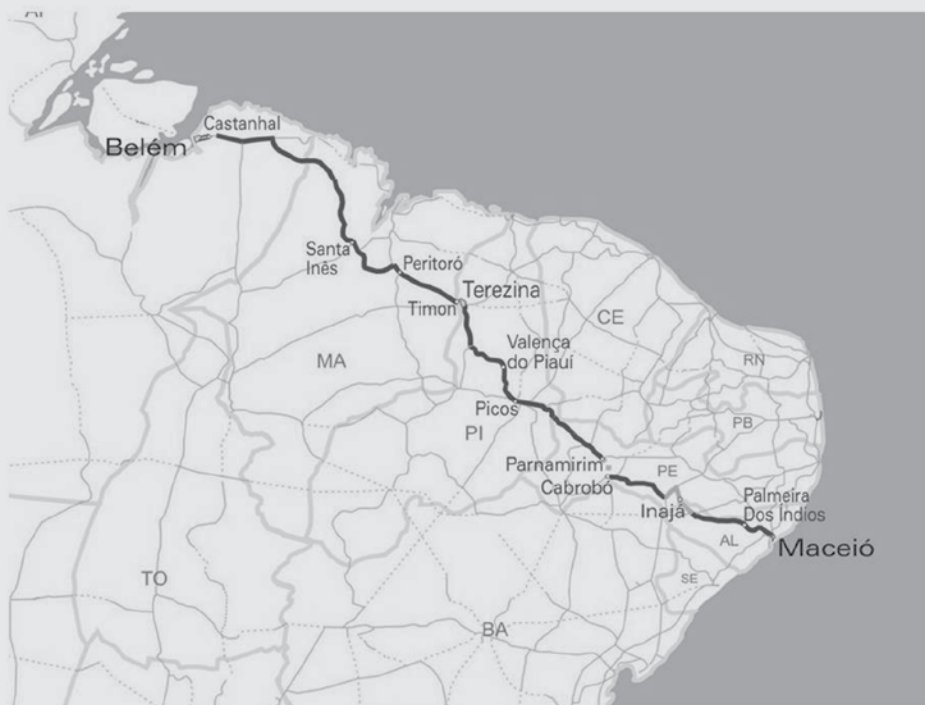 Castanhal
Belém
Santa
Inês
Peritoró
Terezina
Timon
CE
Valença
do Piauí
MA
RN
Picos
PI
PB
Parnamirim
PE
Cabrobó
Inajá
Palmeira
Dos Índios
AL
Maceió
TO
SE
BA